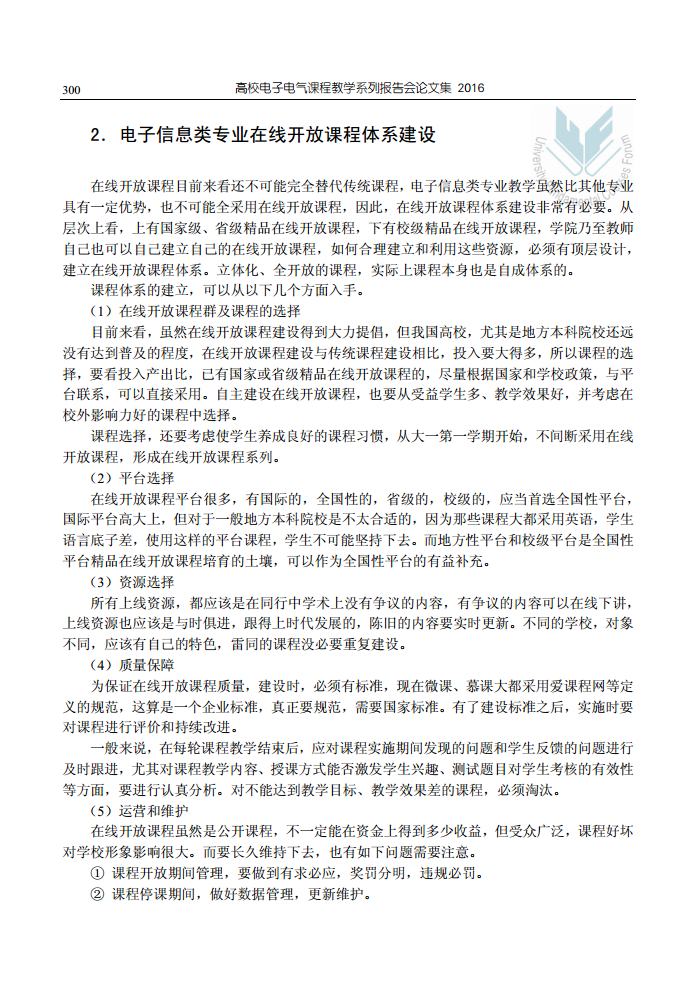 300
高校电子电气课程教学系列报告会论文集 2016
2．电子信息类专业在线开放课程体系建设
University Fundamental Courses Forum
在线开放课程目前来看还不可能完全替代传统课程，电子信息类专业教学虽然比其他专业
具有一定优势，也不可能全采用在线开放课程，因此，在线开放课程体系建设非常有必要。从
层次上看，上有国家级、省级精品在线开放课程，下有校级精品在线开放课程，学院乃至教师
自己也可以自己建立自己的在线开放课程，如何合理建立和利用这些资源，必须有顶层设计，
建立在线开放课程体系。立体化、全开放的课程，实际上课程本身也是自成体系的。
课程体系的建立，可以从以下几个方面入手。
（1）在线开放课程群及课程的选择
目前来看，虽然在线开放课程建设得到大力提倡，但我国高校，尤其是地方本科院校还远
没有达到普及的程度，在线开放课程建设与传统课程建设相比，投入要大得多，所以课程的选
择，要看投入产出比，已有国家或省级精品在线开放课程的，尽量根据国家和学校政策，与平
台联系，可以直接采用。自主建设在线开放课程，也要从受益学生多、教学效果好，并考虑在
校外影响力好的课程中选择。
课程选择，还要考虑使学生养成良好的课程习惯，从大一第一学期开始，不间断采用在线
开放课程，形成在线开放课程系列。
（2）平台选择
在线开放课程平台很多，有国际的，全国性的，省级的，校级的，应当首选全国性平台，
国际平台高大上，但对于一般地方本科院校是不太合适的，因为那些课程大都采用英语，学生
语言底子差，使用这样的平台课程，学生不可能坚持下去。而地方性平台和校级平台是全国性
平台精品在线开放课程培育的土壤，可以作为全国性平台的有益补充。
（3）资源选择
所有上线资源，都应该是在同行中学术上没有争议的内容，有争议的内容可以在线下讲，
上线资源也应该是与时俱进，跟得上时代发展的，陈旧的内容要实时更新。不同的学校，对象
不同，应该有自己的特色，雷同的课程没必要重复建设。
（4）质量保障
为保证在线开放课程质量，建设时，必须有标准，现在微课、慕课大都采用爱课程网等定
义的规范，这算是一个企业标准，真正要规范，需要国家标准。有了建设标准之后，实施时要
对课程进行评价和持续改进。
一般来说，在每轮课程教学结束后，应对课程实施期间发现的问题和学生反馈的问题进行
及时跟进，尤其对课程教学内容、授课方式能否激发学生兴趣、测试题目对学生考核的有效性
等方面，要进行认真分析。对不能达到教学目标、教学效果差的课程，必须淘汰。
（5）运营和维护
在线开放课程虽然是公开课程，不一定能在资金上得到多少收益，但受众广泛，课程好坏
对学校形象影响很大。而要长久维持下去，也有如下问题需要注意。
① 课程开放期间管理，要做到有求必应，奖罚分明，违规必罚。
② 课程停课期间，做好数据管理，更新维护。